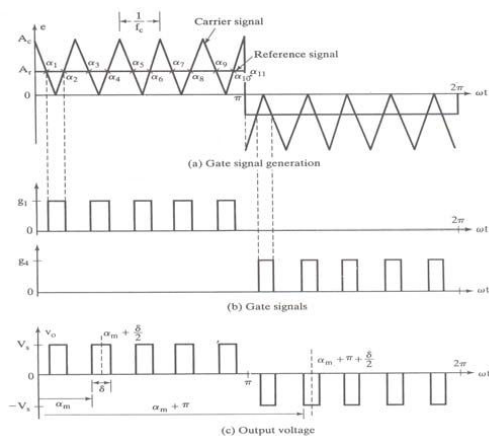 e
1
f_c
Carrier signal
A_c
α_1
α_3
α_5
α_7
α_9
Reference signal
A_r
α_2
α_4
α_6
α_8
α_10
α_11
0
π
2π
ωt
(a) Gate signal generation
g_1
2π
0
ωt
g_4
2π
0
ωt
(b) Gate signals
v_o
α_m + δ/2
V_s
α_m + π + δ/2
2π
0
π
ωt
α_m
δ
α_m + π
−V_s
(c) Output voltage